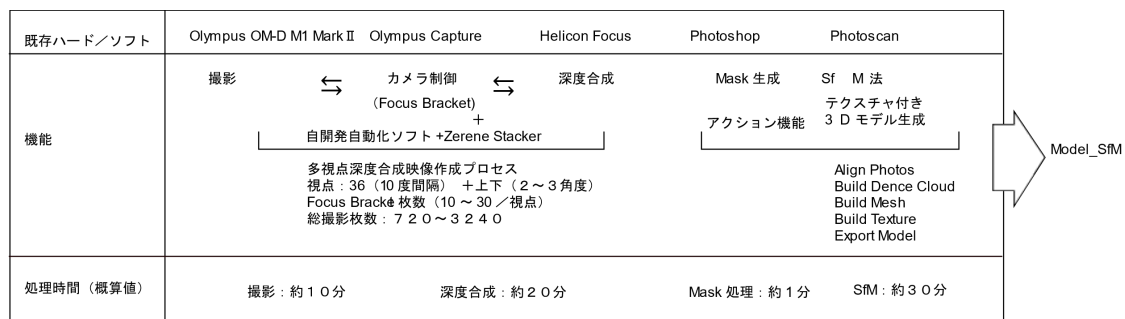 既存ハード／ソフト Olympus OM-D M1 Mark Ⅱ Olympus Capture Helicon Focus Photoshop Photoscan
撮影 ⇆ カメラ制御 ⇆ 深度合成 Mask 生成 Sf M 法
(Focus Bracket) テクスチャ付き
+ アクション機能 3 D モデル生成
機能 自開発自動化ソフト +Zerene Stacker
Model_SfM
多視点深度合成映像作成プロセス Align Photos
視点：36（10 度間隔） ＋上下（２～３角度） Build Dence Cloud
Focus Bracket 枚数（10 ～ 30 ／視点） Build Mesh
総撮影枚数：７２０～３２４０ Build Texture
Export Model
処理時間（概算値） 撮影：約１０分 深度合成：約２０分 Mask 処理：約１分 SfM：約３０分